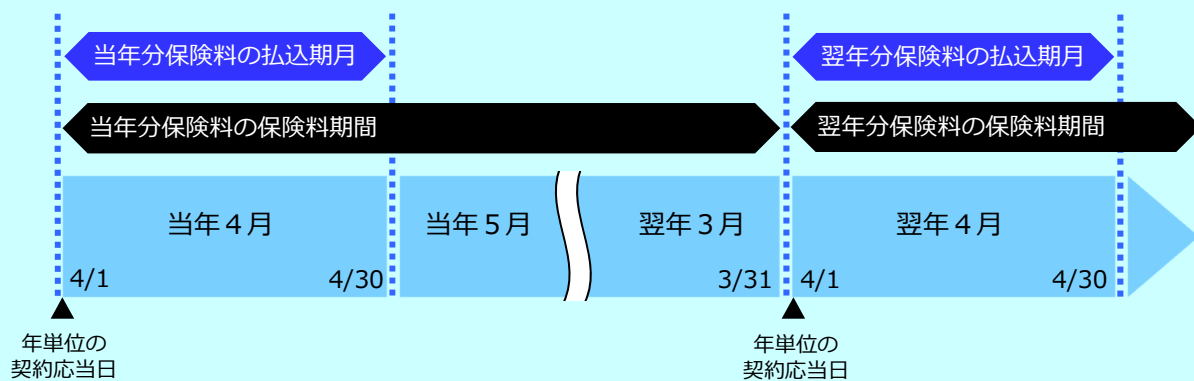 当年分保険料の払込期月
翌年分保険料の払込期月
当年分保険料の保険料期間
翌年分保険料の保険料期間
当年４月
当年５月
翌年３月
翌年４月
4/1
4/30
3/31
4/1
4/30
年単位の
契約応当日
年単位の
契約応当日